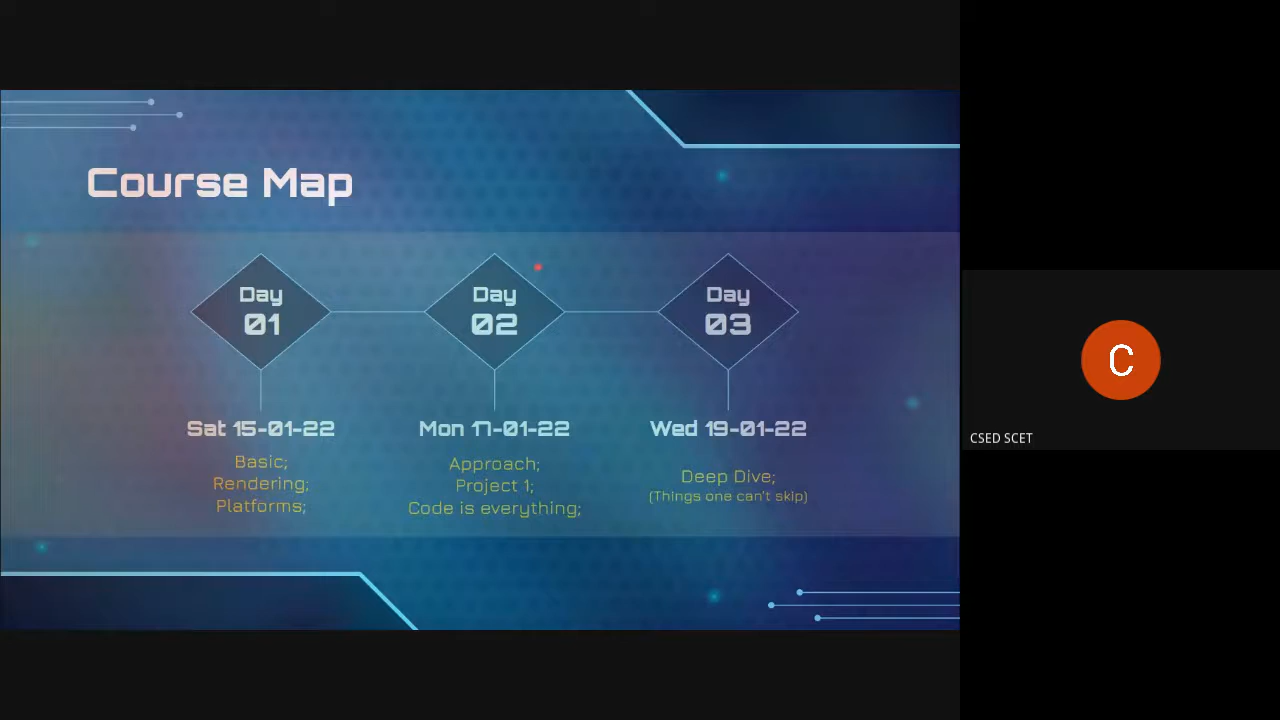 Course Map
Day
01
Day
02
Day
03
Sat 15-01-22
Mon 17-01-22
Wed 19-01-22
Basic;
Rendering;
Platforms;
Approach;
Project 1;
Code is everything;
Deep Dive;
(Things one can't skip)
C
CSED SCET